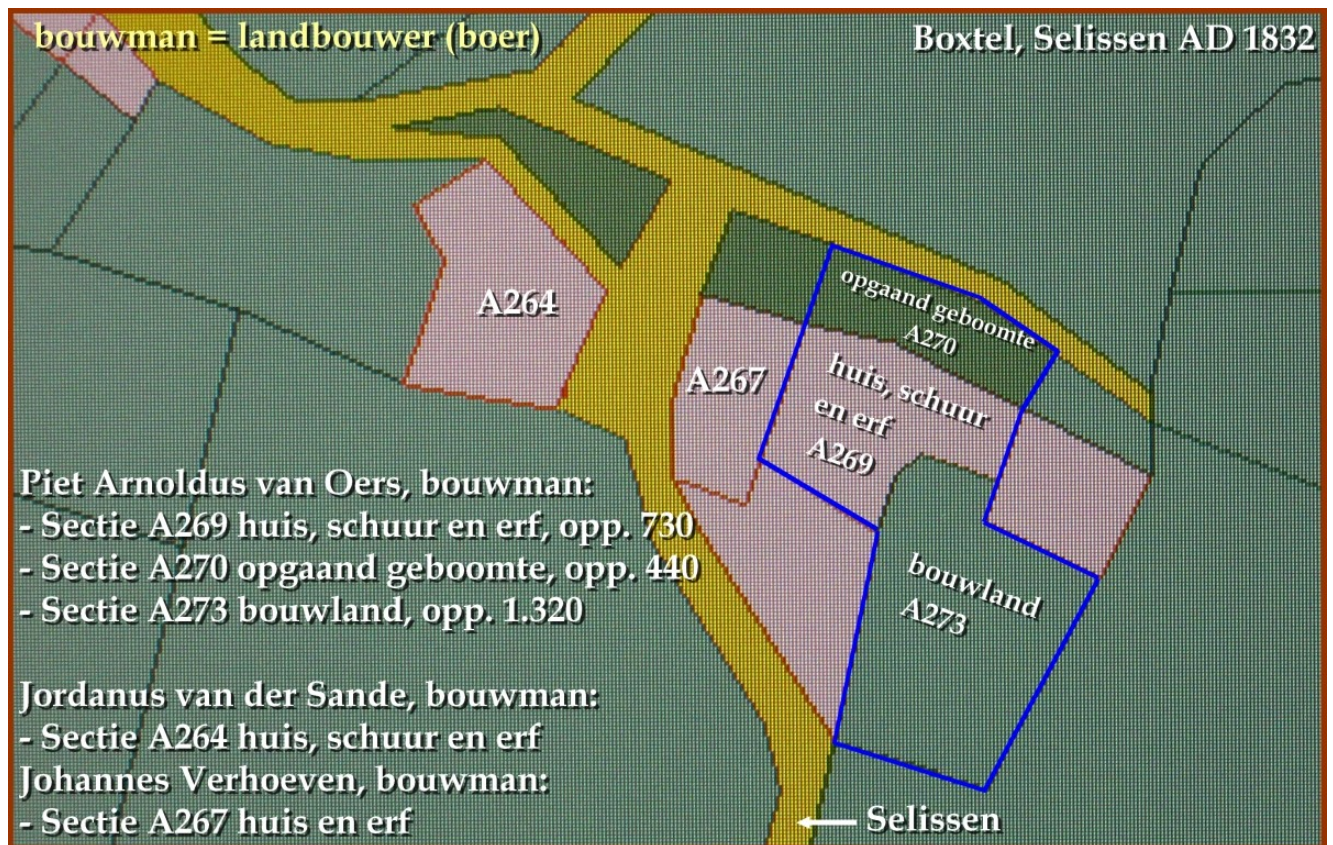 bouwman = landbouwer (boer)
Boxtel, Selissen AD 1832
opgaand geboomte
A270
A264
A267
huis, schuur
en erf
A269
Piet Arnoldus van Oers, bouwman:
- Sectie A269 huis, schuur en erf, opp. 730
- Sectie A270 opgaand geboomte, opp. 440
- Sectie A273 bouwland, opp. 1.320
bouwland
A273
Jordanus van der Sande, bouwman:
- Sectie A264 huis, schuur en erf
Johannes Verhoeven, bouwman:
- Sectie A267 huis en erf
Selissen